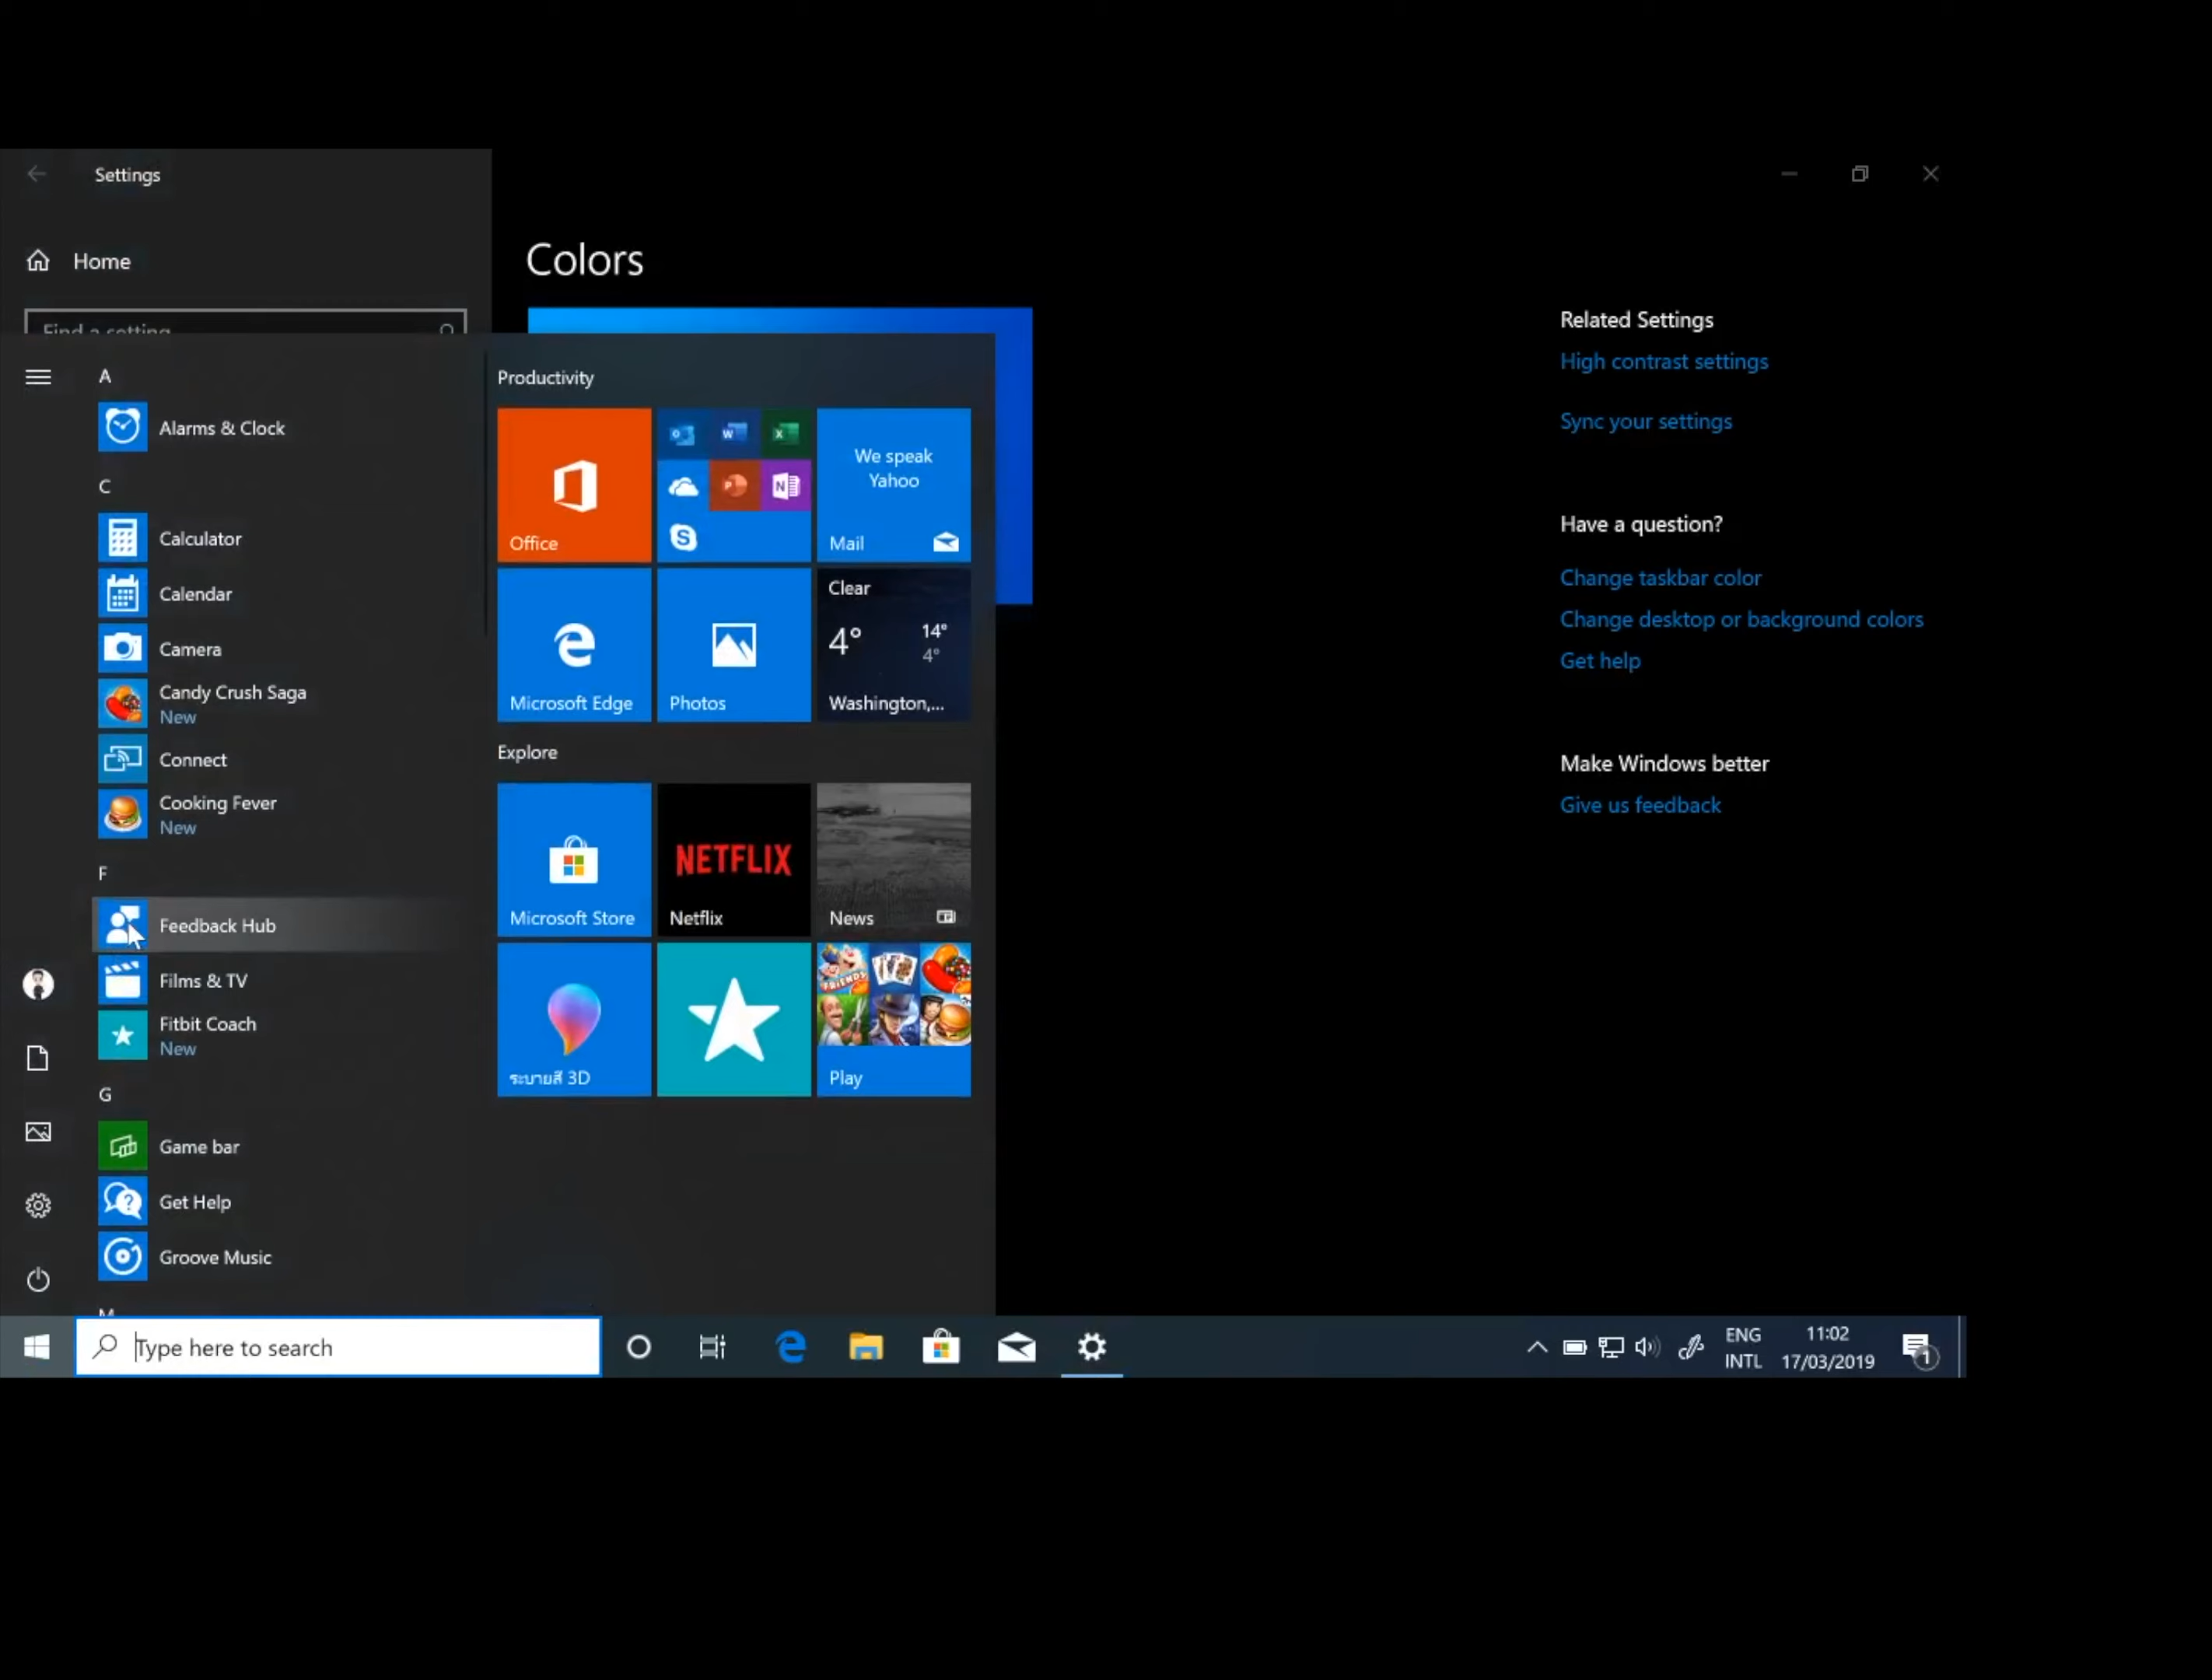 Settings
Home
Find a setting
Colors
Related Settings
High contrast settings
Sync your settings
Have a question?
Change taskbar color
Change desktop or background colors
Get help
Make Windows better
Give us feedback
A
Alarms & Clock
C
Calculator
Calendar
Camera
Candy Crush Saga
New
Connect
Cooking Fever
New
F
Feedback Hub
Films & TV
Fitbit Coach
New
G
Game bar
Get Help
Groove Music
M
Productivity
Office
We speak
Yahoo
Mail
Microsoft Edge
Photos
Clear
4° 14°
4°
Washington,...
Explore
Microsoft Store
NETFLIX
Netflix
News
ระบายสี 3D
FRIENDS
Play
Type here to search
ENG
INTL
11:02
17/03/2019
1